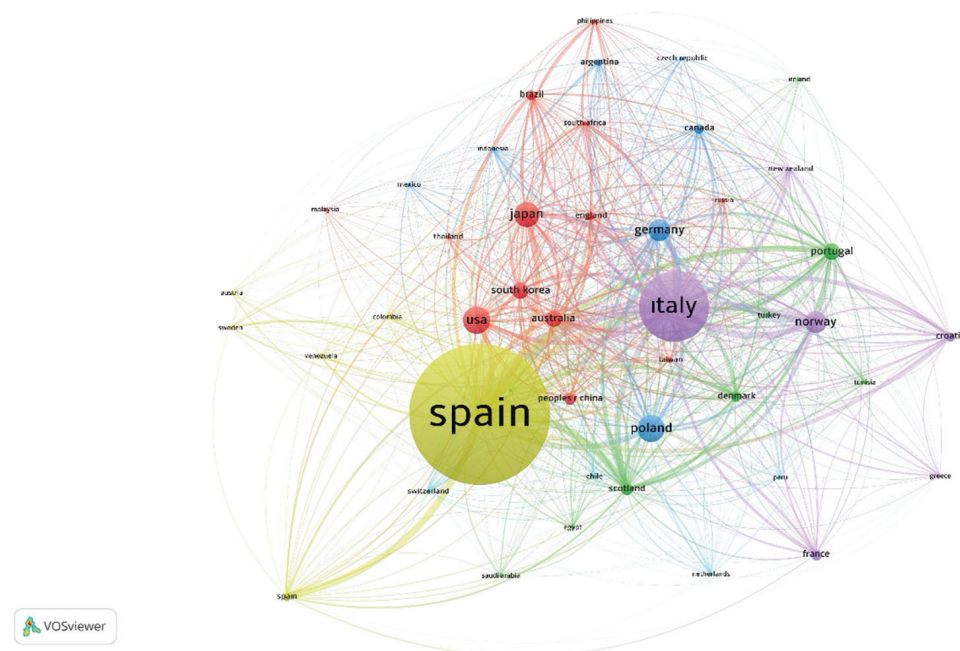 philippines
argentina
czech republic
ireland
brazil
south africa
canada
indonesia
new zealand
mexico
russia
malaysia
japan
england
germany
thailand
portugal
south korea
austria
italy
usa
australia
colombia
turkey
norway
sweden
croati
venezuela
taiwan
tunisia
peoples r china
denmark
spain
poland
chile
peru
greece
switzerland
scotland
egypt
france
saudi arabia
netherlands
spain
VOSviewer